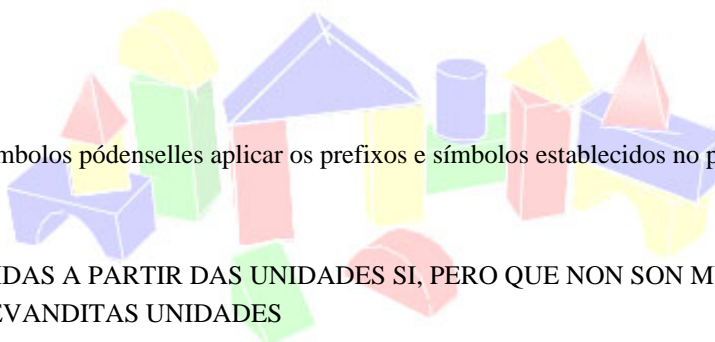 mbolos pódenselles aplicar os prefixos e símbolos establecidos no p
IDAS A PARTIR DAS UNIDADES SI, PERO QUE NON SON M
EVANDITAS UNIDADES